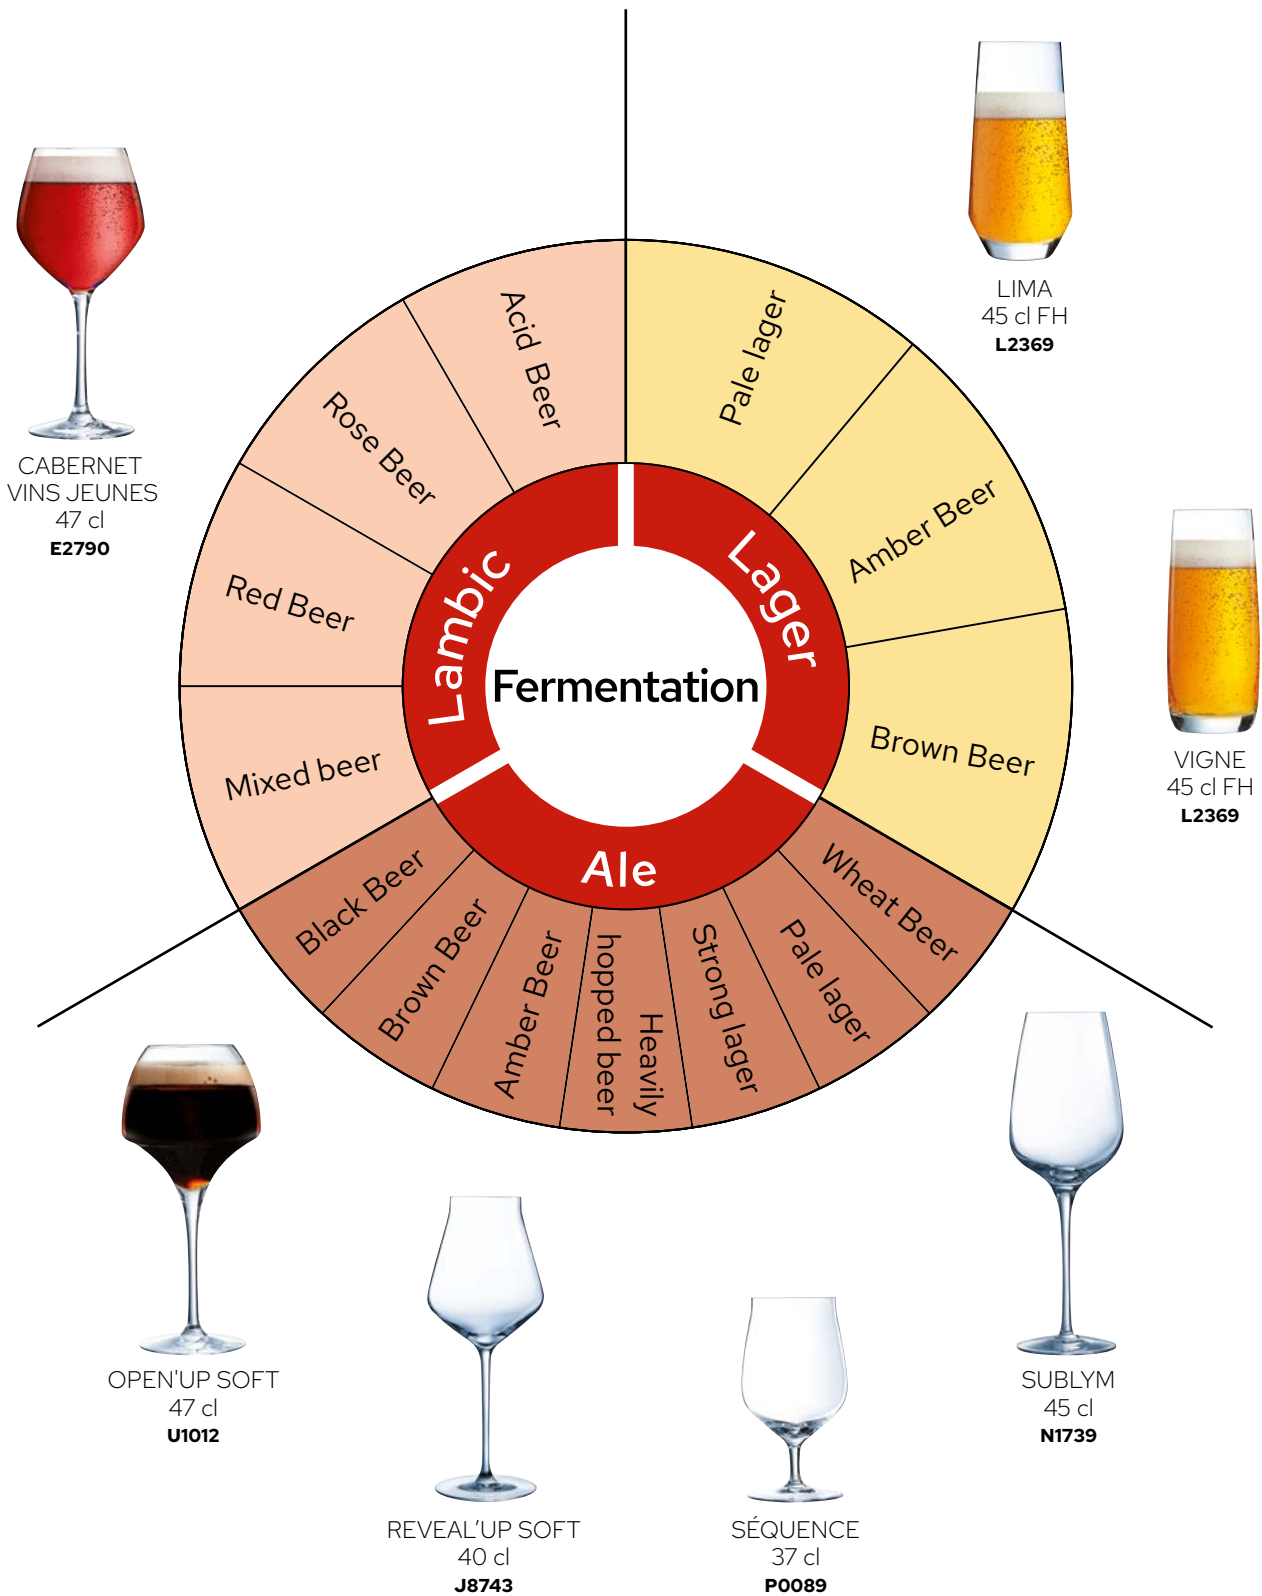 LIMA
45 cl FH
L2369
CABERNET
VINS JEUNES
47 cl
E2790
VIGNE
45 cl FH
L2369
Fermentation
Lambic
Acid Beer
Rose Beer
Red Beer
Mixed beer
Lager
Pale lager
Amber Beer
Brown Beer
Ale
Wheat Beer
Pale lager
Strong lager
Heavily
hopped beer
Amber Beer
Brown Beer
Black Beer
OPEN'UP SOFT
47 cl
U1012
REVEAL’UP SOFT
40 cl
J8743
SÉQUENCE
37 cl
P0089
SUBLYM
45 cl
N1739